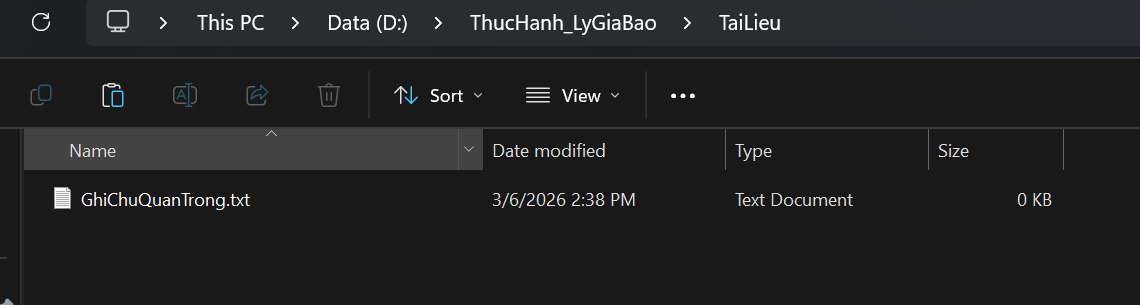 This PC > Data (D:) > ThucHanh_LyGiaBao > TaiLieu
Sort View
Name Date modified Type Size
GhiChuQuanTrong.txt 3/6/2026 2:38 PM Text Document 0 KB